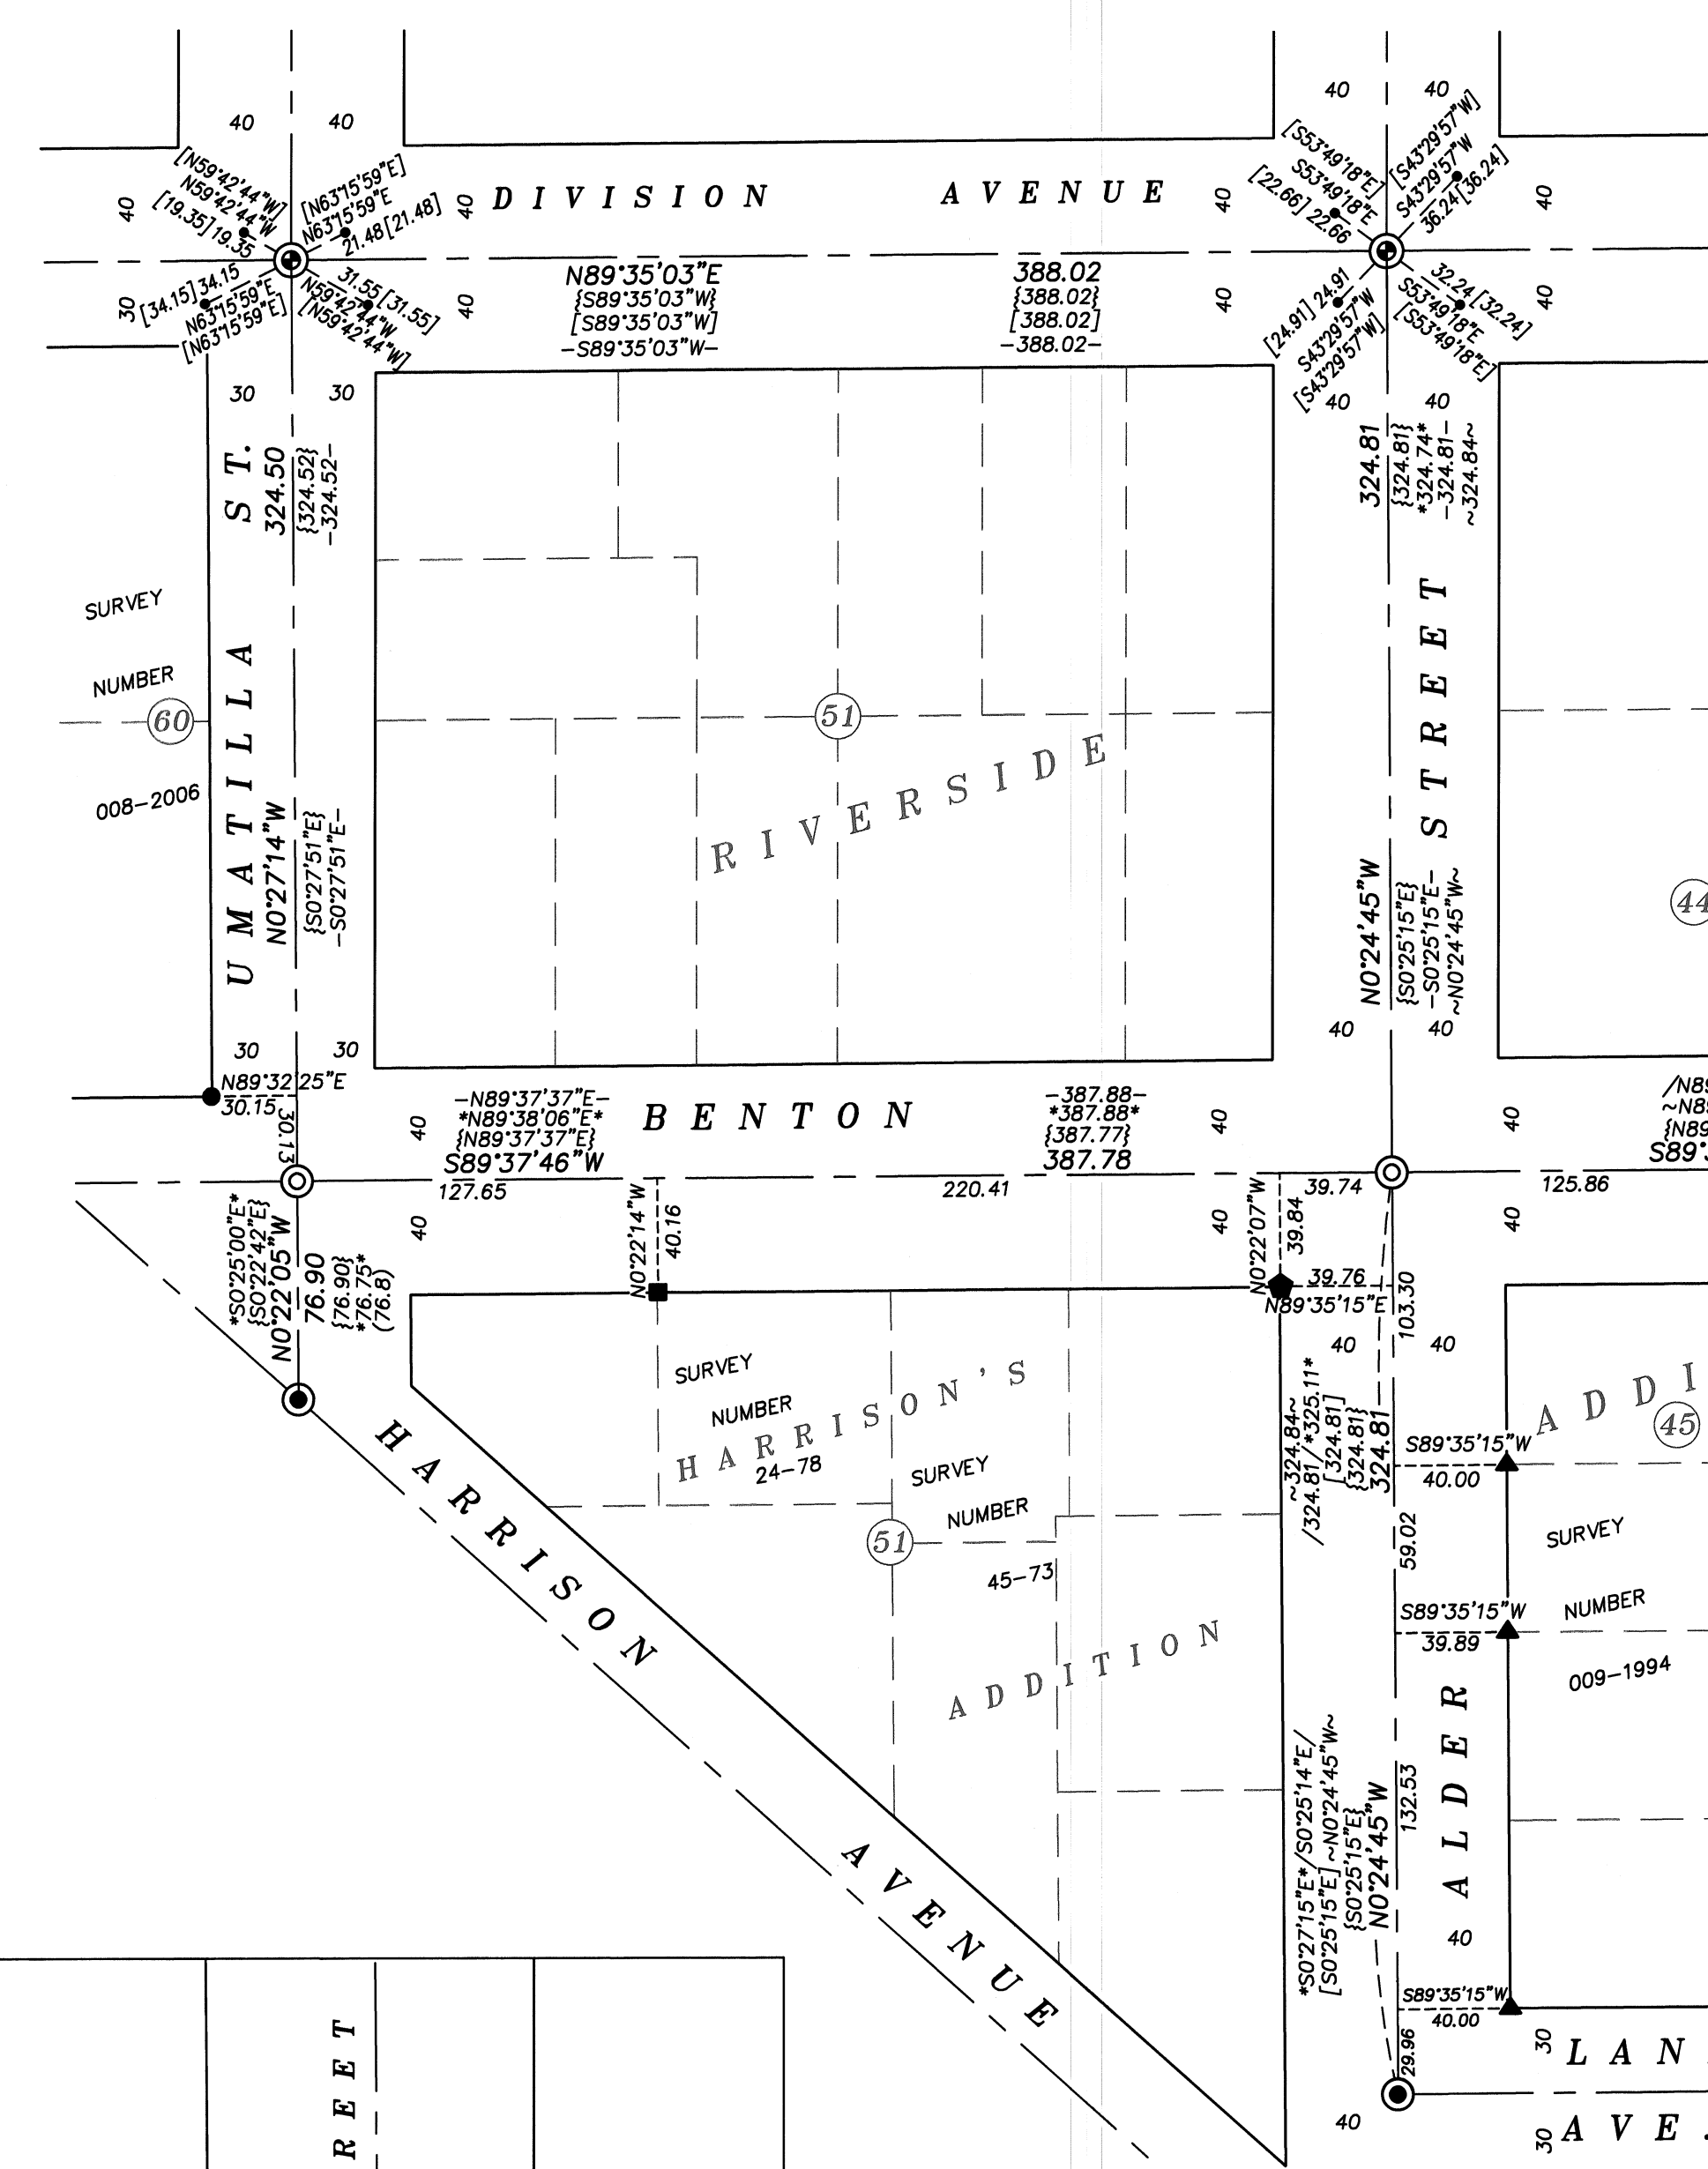 40
40
40
40
[N59°42'44"W]
N59°42'44"W
[19.35] 19.35
[N63°15'59"E]
N63°15'59"E
21.48 [21.48]
40
40
DIVISION AVENUE
40
[S53°49'18"E]
S53°49'18"E
[22.66] 22.66
[S43°29'57"W]
S43°29'57"W
36.24 [36.24]
40
30
[34.15] 34.15
N63°15'59"E
[N63°15'59"E]
31.55 [31.55]
N59°42'44"W
[N59°42'44"W]
40
N89°35'03"E
{S89°35'03"W}
[S89°35'03"W]
-S89°35'03"W-
388.02
{388.02}
[388.02]
-388.02-
40
[24.91] 24.91
S43°29'57"W
[S43°29'57"W]
32.24 [32.24]
S53°49'18"E
[S53°49'18"E]
40
30
30
40
40
UMATILLA ST.
324.50
{324.52}
-324.52-
324.81
{324.81}
*324.74*
-324.81-
~324.84~
SURVEY
NUMBER
60
008-2006
51
RIVERSIDE
STREET
N0°27'14"W
{S0°27'51"E}
-S0°27'51"E-
N0°24'45"W
{S0°25'15"E}
-S0°25'15"E-
~N0°24'45"W~
44
30
30
40
40
N89°32'25"E
30.15
30.13
40
-N89°37'37"E-
*N89°38'06"E*
{N89°37'37"E}
S89°37'46"W
BENTON
-387.88-
*387.88*
{387.77}
387.78
40
40
/N89
~N89
{N89
S89°
127.65
220.41
39.74
125.86
*S0°25'00"E*
{S0°22'42"E}
N0°22'05"W
76.90
{76.90}
*76.75*
(76.8)
40
N0°22'14"W
40.16
40
N0°22'07"W
39.84
40
39.76
N89°35'15"E
103.30
40
40
SURVEY
NUMBER
24-78
HARRISON'S
SURVEY
NUMBER
45-73
51
ADDITION
~324.84~
/324.81/*325.11*
[324.81]
{324.81}
324.81
ADDI
45
S89°35'15"W
40.00
59.02
SURVEY
NUMBER
009-1994
S89°35'15"W
39.89
HARRISON AVENUE
*S0°27'15"E*/S0°25'14"E/
[S0°25'15"E] ~N0°24'45"W~
{S0°25'15"E}
N0°24'45"W
132.53
ALDER
40
S89°35'15"W
40.00
29.96
30
LAN
40
30
AVE.
REET